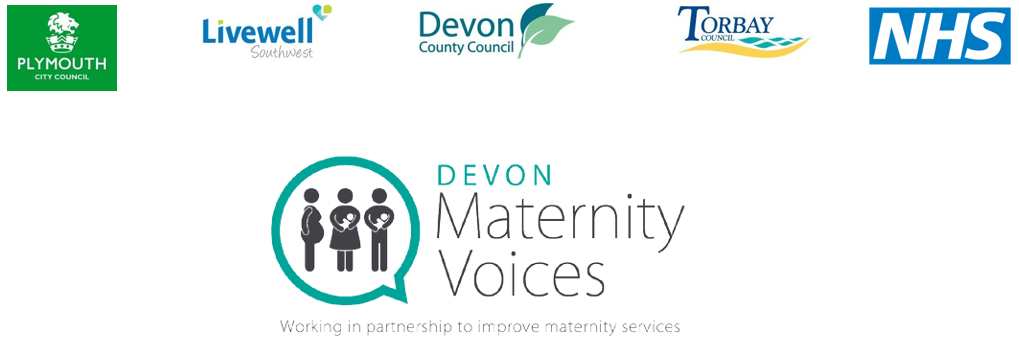 PLYMOUTH
CITY COUNCIL
Livewell
Southwest
Devon
County Council
TORBAY
COUNCIL
NHS
DEVON
Maternity
Voices
Working in partnership to improve maternity services